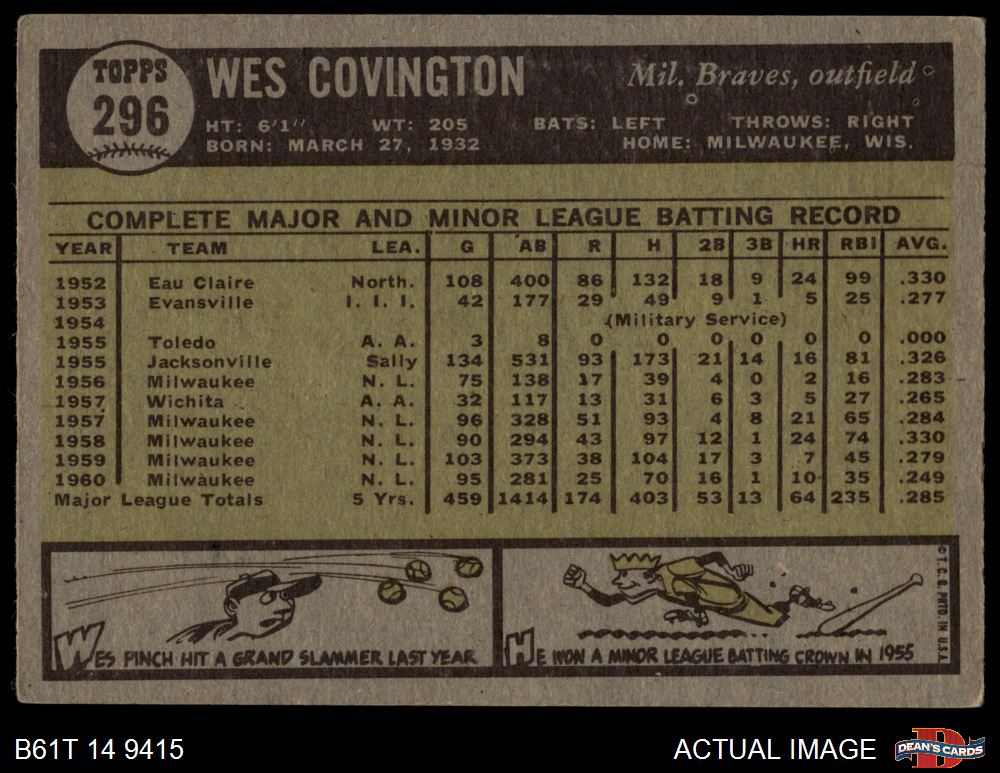 TOPPS
296
WES COVINGTON
Mil. Braves, outfield
HT: 6'1" WT: 205 BATS: LEFT THROWS: RIGHT
BORN: MARCH 27, 1932 HOME: MILWAUKEE, WIS.
COMPLETE MAJOR AND MINOR LEAGUE BATTING RECORD
YEAR TEAM LEA. G AB R H 2B 3B HR RBI AVG.
1952 Eau Claire North. 108 400 86 132 18 9 24 99 .330
1953 Evansville I. I. I. 42 177 29 49 9 1 5 25 .277
1954 (Military Service)
1955 Toledo A. A. 3 8 0 0 0 0 0 0 .000
1955 Jacksonville Sally 134 531 93 173 21 14 16 81 .326
1956 Milwaukee N. L. 75 138 17 39 4 0 2 16 .283
1957 Wichita A. A. 32 117 13 31 6 3 5 27 .265
1957 Milwaukee N. L. 96 328 51 93 4 8 21 65 .284
1958 Milwaukee N. L. 90 294 43 97 12 1 24 74 .330
1959 Milwaukee N. L. 103 373 38 104 17 3 7 45 .279
1960 Milwaukee N. L. 95 281 25 70 16 1 10 35 .249
Major League Totals 5 Yrs. 459 1414 174 403 53 13 64 235 .285
WES PINCH HIT A GRAND SLAMMER LAST YEAR
HE WON A MINOR LEAGUE BATTING CROWN IN 1955
© T. C. G. PRTD. IN U.S.A.
B61T 14 9415
ACTUAL IMAGE
DEAN'S CARDS